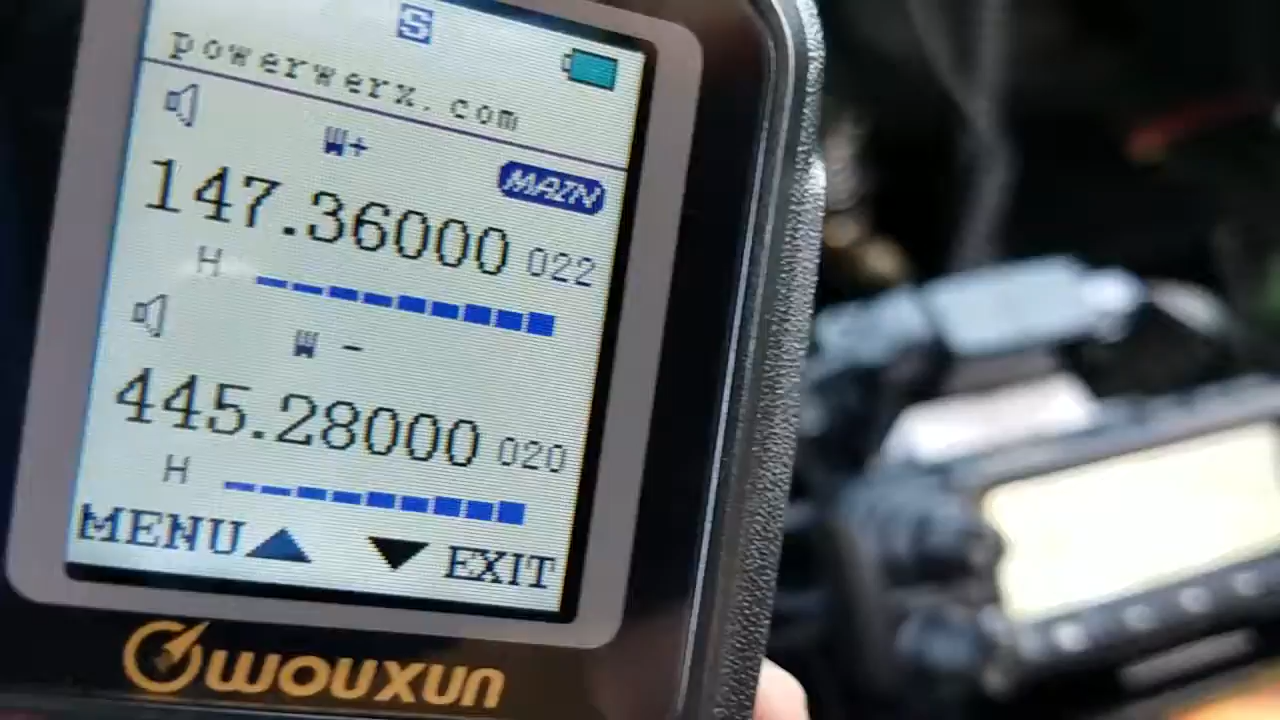 S
powerwerx.com
W+
MAIN
147.36000 022
H
W -
445.28000 020
H
MENU EXIT
WOUXUN